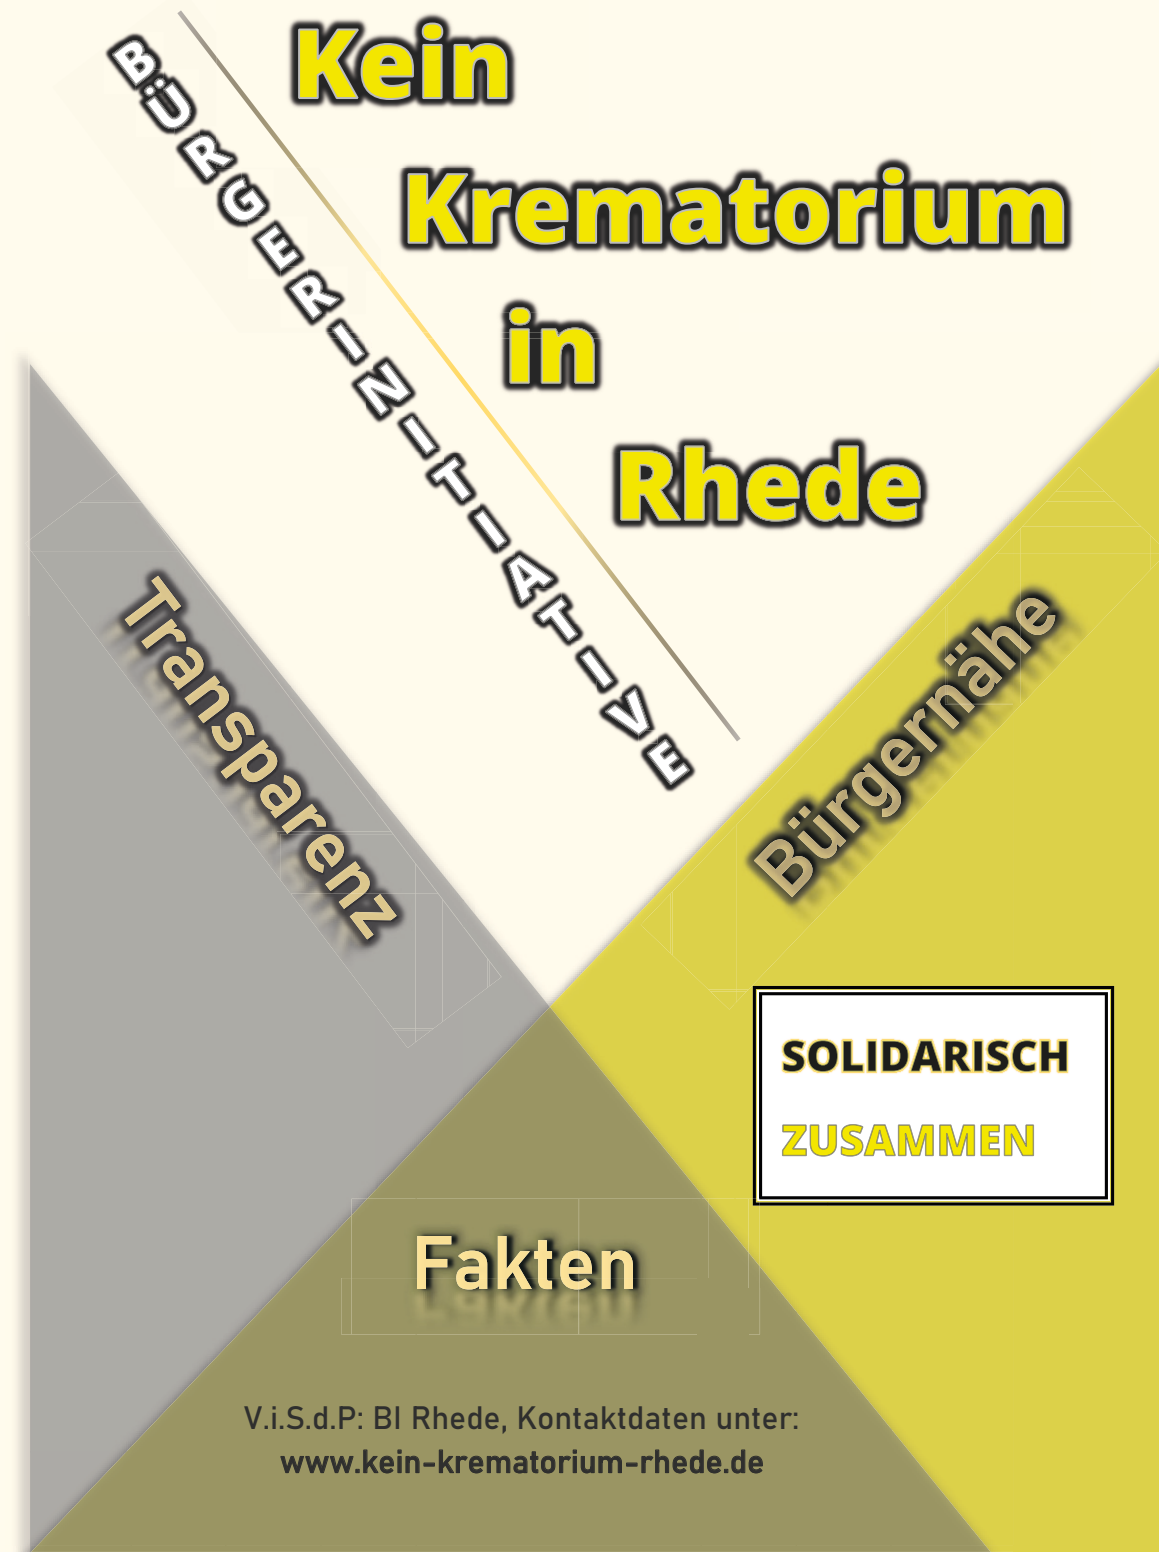 Kein
Krematorium
in
Rhede
BÜRGERINITIATIVE
Transparenz
Bürgernähe
SOLIDARISCH
ZUSAMMEN
Fakten
V.i.S.d.P: BI Rhede, Kontaktdaten unter:
www.kein-krematorium-rhede.de